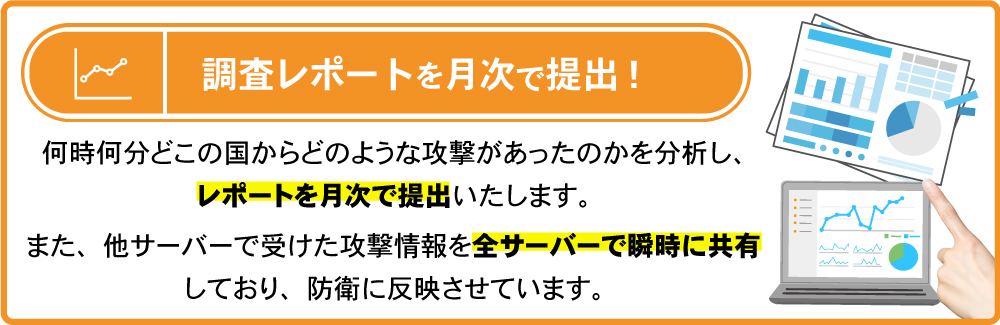 調査レポートを月次で提出！
何時何分どこの国からどのような攻撃があったのかを分析し、
レポートを月次で提出いたします。
また、他サーバーで受けた攻撃情報を全サーバーで瞬時に共有
しており、防衛に反映させています。